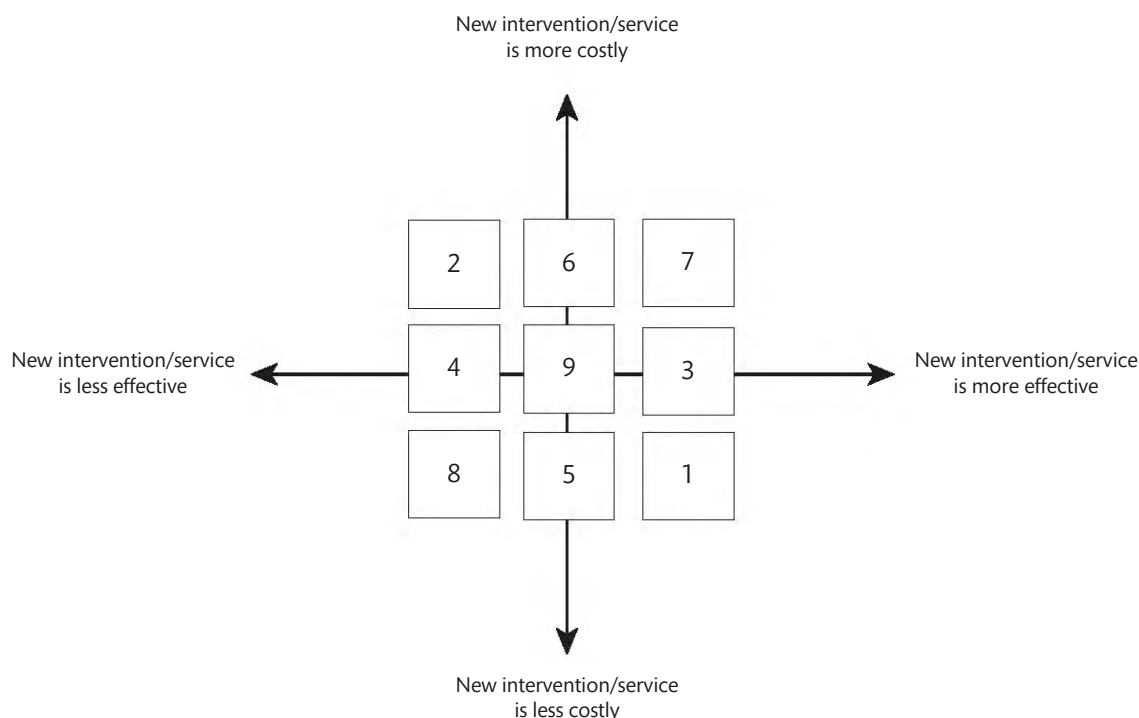 New intervention/service
is more costly
2
6
7
New intervention/service
is less effective
4
9
3
New intervention/service
is more effective
8
5
1
New intervention/service
is less costly